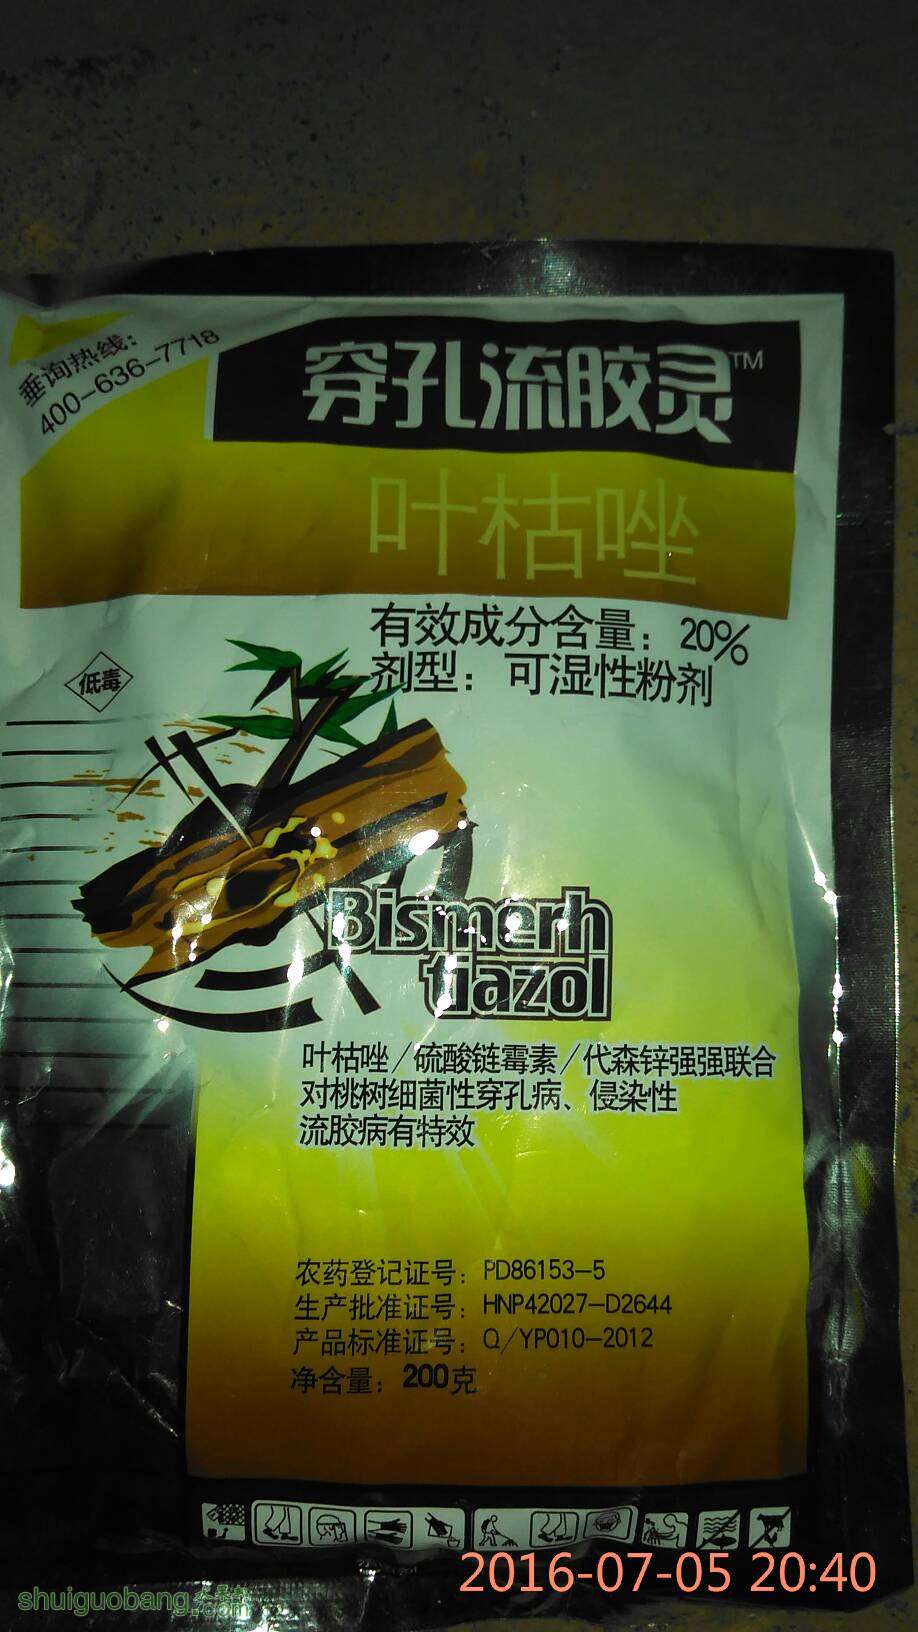 垂询热线:
400-636-7718
穿孔流胶灵TM
叶枯唑
有效成分含量：20%
剂型：可湿性粉剂
低毒
Bismerh
tiazol
叶枯唑/硫酸链霉素/代森锌强强联合
对桃树细菌性穿孔病、侵染性
流胶病有特效
农药登记证号：PD86153-5
生产批准证号：HNP42027-D2644
产品标准证号：Q/YP010-2012
净含量：200克
2016-07-05 20:40
shuiguobang.com